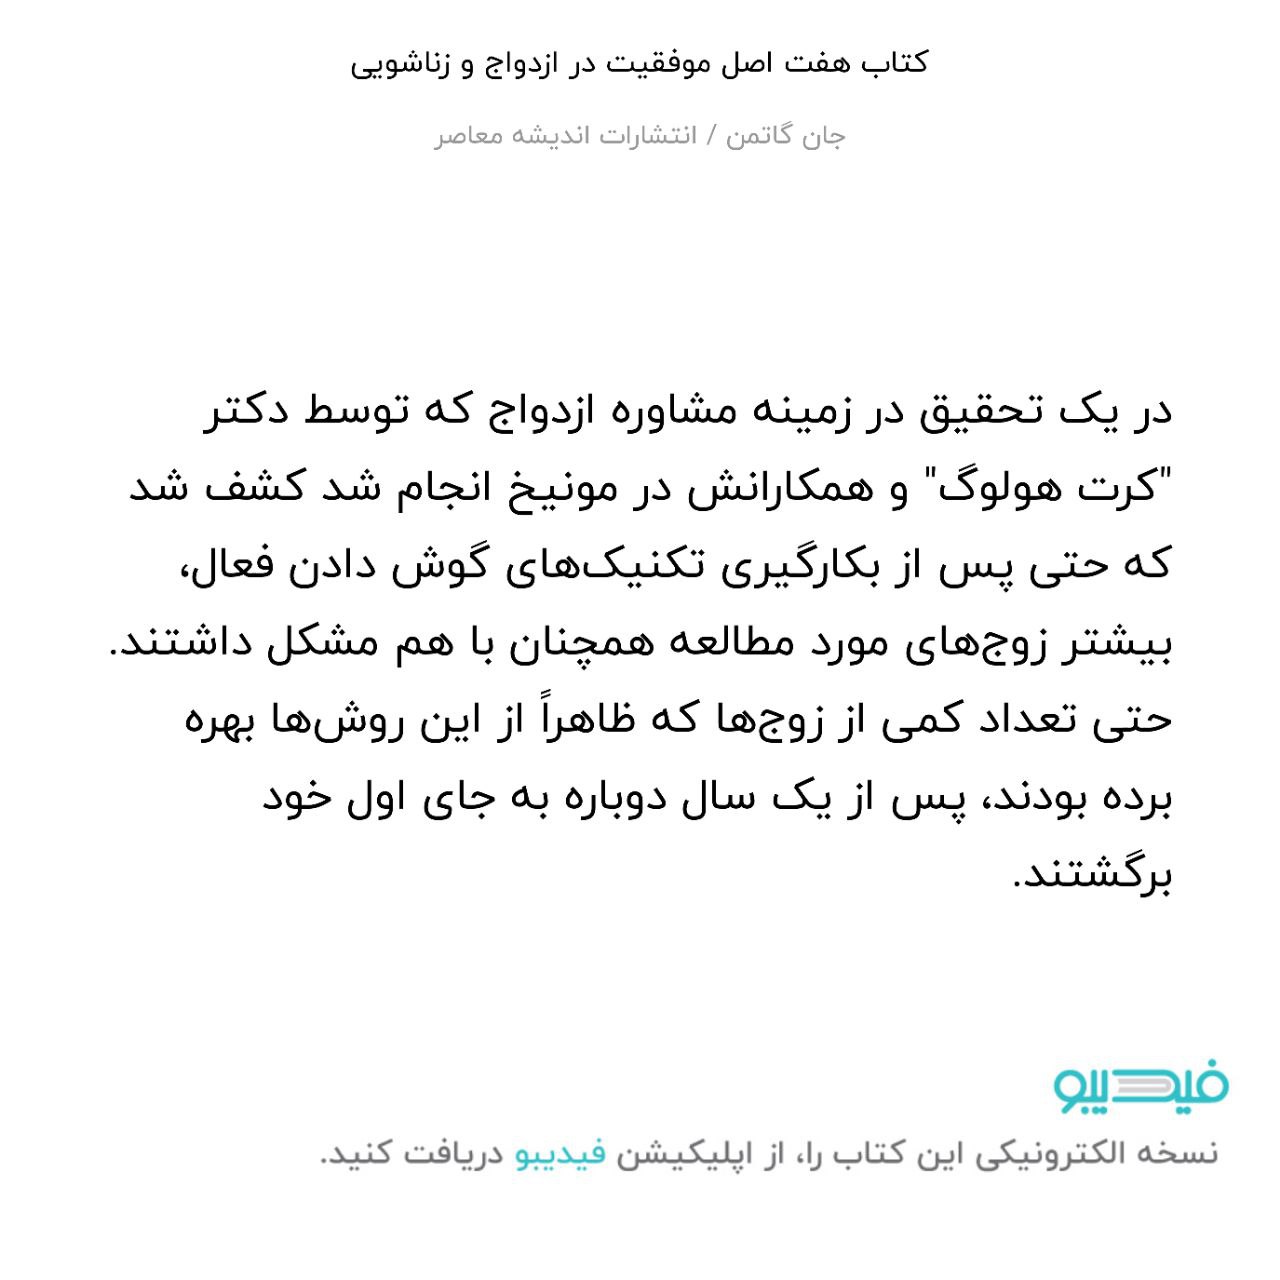 کتاب هفت اصل موفقیت در ازدواج و زناشویی
جان گاتمن / انتشارات اندیشه معاصر
در یک تحقیق در زمینه مشاوره ازدواج که توسط دکتر
"کرت هولوگ" و همکارانش در مونیخ انجام شد کشف شد
که حتی پس از بکارگیری تکنیک‌های گوش دادن فعال،
بیشتر زوج‌های مورد مطالعه همچنان با هم مشکل داشتند.
حتی تعداد کمی از زوج‌ها که ظاهراً از این روش‌ها بهره
برده بودند، پس از یک سال دوباره به جای اول خود
برگشتند.
فیدیبو
نسخه الکترونیکی این کتاب را، از اپلیکیشن فیدیبو دریافت کنید.